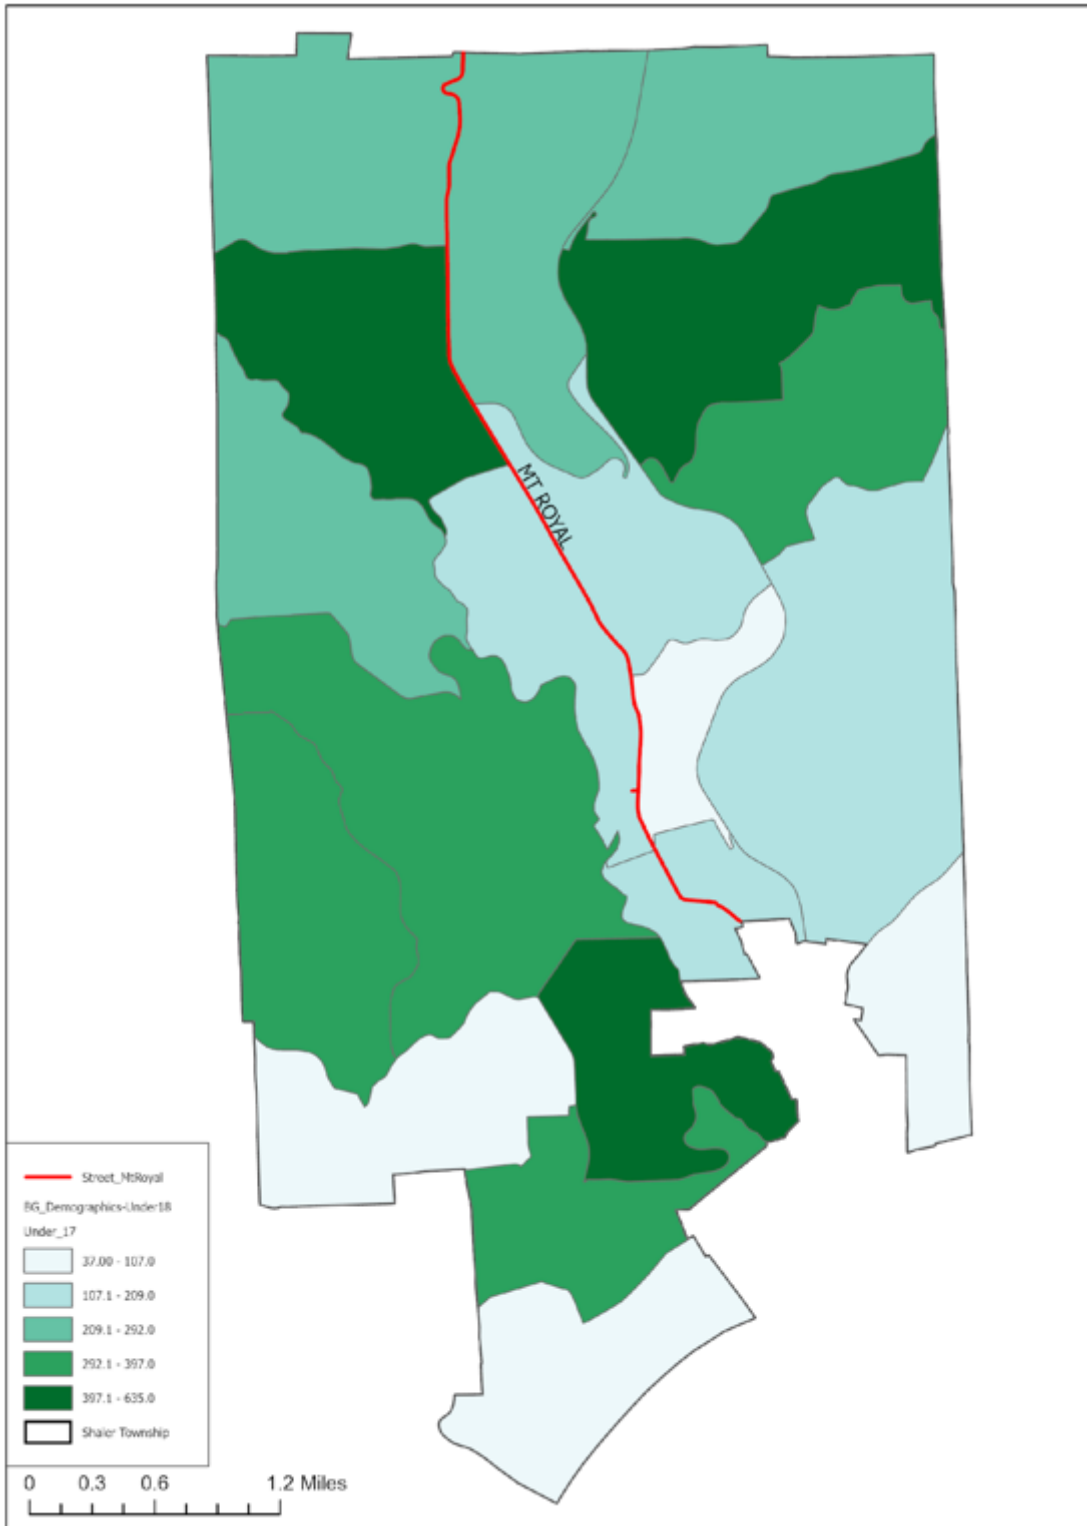 MT ROYAL
Street_MtRoyal
BG_Demographics-Under18
Under_17
37.00 - 107.0
107.1 - 209.0
209.1 - 292.0
292.1 - 397.0
397.1 - 635.0
Shaler Township
0 0.3 0.6 1.2 Miles